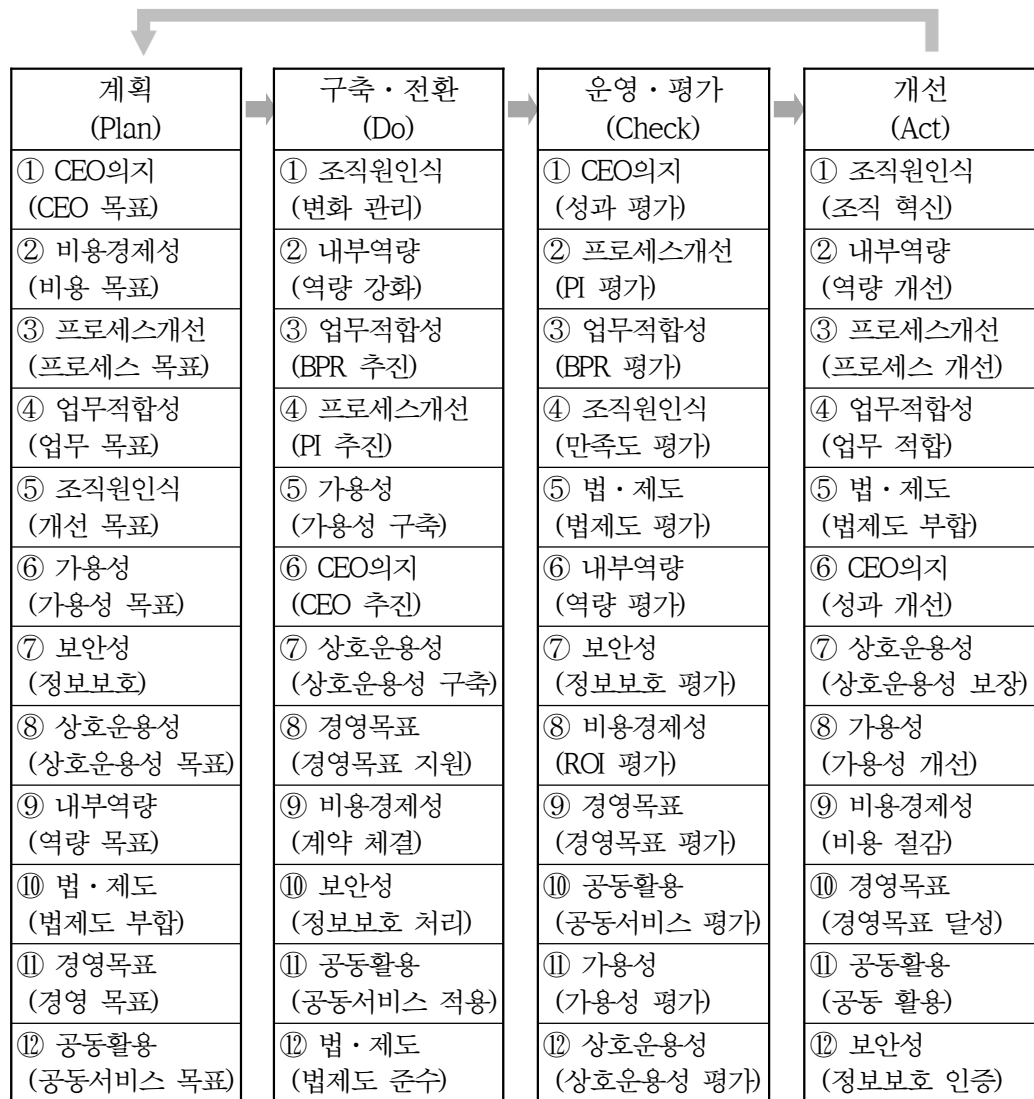 계획
(Plan)
① CEO의지
(CEO 목표)
② 비용경제성
(비용 목표)
③ 프로세스개선
(프로세스 목표)
④ 업무적합성
(업무 목표)
⑤ 조직원인식
(개선 목표)
⑥ 가용성
(가용성 목표)
⑦ 보안성
(정보보호)
⑧ 상호운용성
(상호운용성 목표)
⑨ 내부역량
(역량 목표)
⑩ 법・제도
(법제도 부합)
⑪ 경영목표
(경영 목표)
⑫ 공동활용
(공동서비스 목표)
구축・전환
(Do)
① 조직원인식
(변화 관리)
② 내부역량
(역량 강화)
③ 업무적합성
(BPR 추진)
④ 프로세스개선
(PI 추진)
⑤ 가용성
(가용성 구축)
⑥ CEO의지
(CEO 추진)
⑦ 상호운용성
(상호운용성 구축)
⑧ 경영목표
(경영목표 지원)
⑨ 비용경제성
(계약 체결)
⑩ 보안성
(정보보호 처리)
⑪ 공동활용
(공동서비스 적용)
⑫ 법・제도
(법제도 준수)
운영・평가
(Check)
① CEO의지
(성과 평가)
② 프로세스개선
(PI 평가)
③ 업무적합성
(BPR 평가)
④ 조직원인식
(만족도 평가)
⑤ 법・제도
(법제도 평가)
⑥ 내부역량
(역량 평가)
⑦ 보안성
(정보보호 평가)
⑧ 비용경제성
(ROI 평가)
⑨ 경영목표
(경영목표 평가)
⑩ 공동활용
(공동서비스 평가)
⑪ 가용성
(가용성 평가)
⑫ 상호운용성
(상호운용성 평가)
개선
(Act)
① 조직원인식
(조직 혁신)
② 내부역량
(역량 개선)
③ 프로세스개선
(프로세스 개선)
④ 업무적합성
(업무 적합)
⑤ 법・제도
(법제도 부합)
⑥ CEO의지
(성과 개선)
⑦ 상호운용성
(상호운용성 보장)
⑧ 가용성
(가용성 개선)
⑨ 비용경제성
(비용 절감)
⑩ 경영목표
(경영목표 달성)
⑪ 공동활용
(공동 활용)
⑫ 보안성
(정보보호 인증)